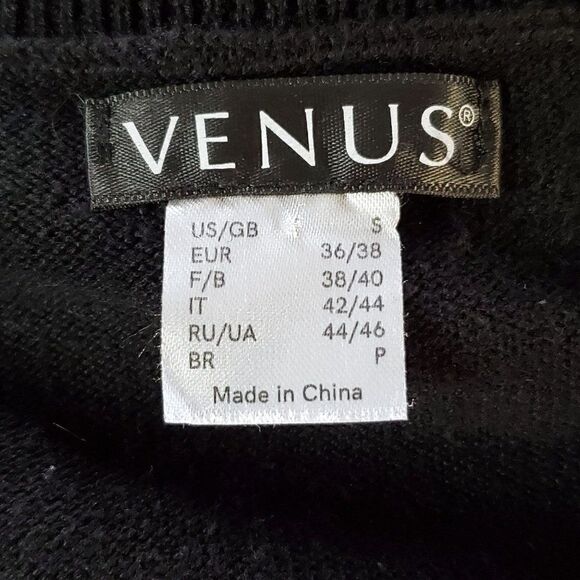 VENUS®
US/GB S
EUR 36/38
F/B 38/40
IT 42/44
RU/UA 44/46
BR P
Made in China